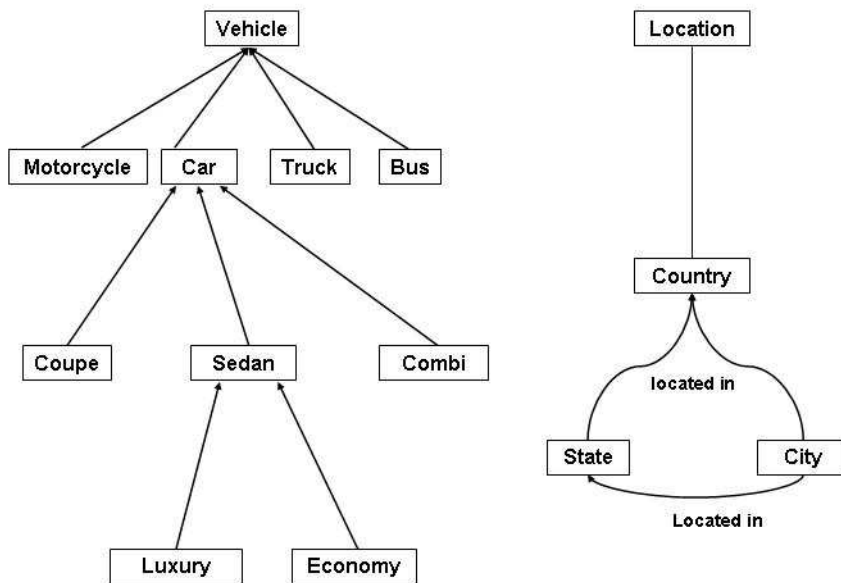 Vehicle
Location
Motorcycle
Car
Truck
Bus
Country
Coupe
Sedan
Combi
located in
State
City
Located in
Luxury
Economy